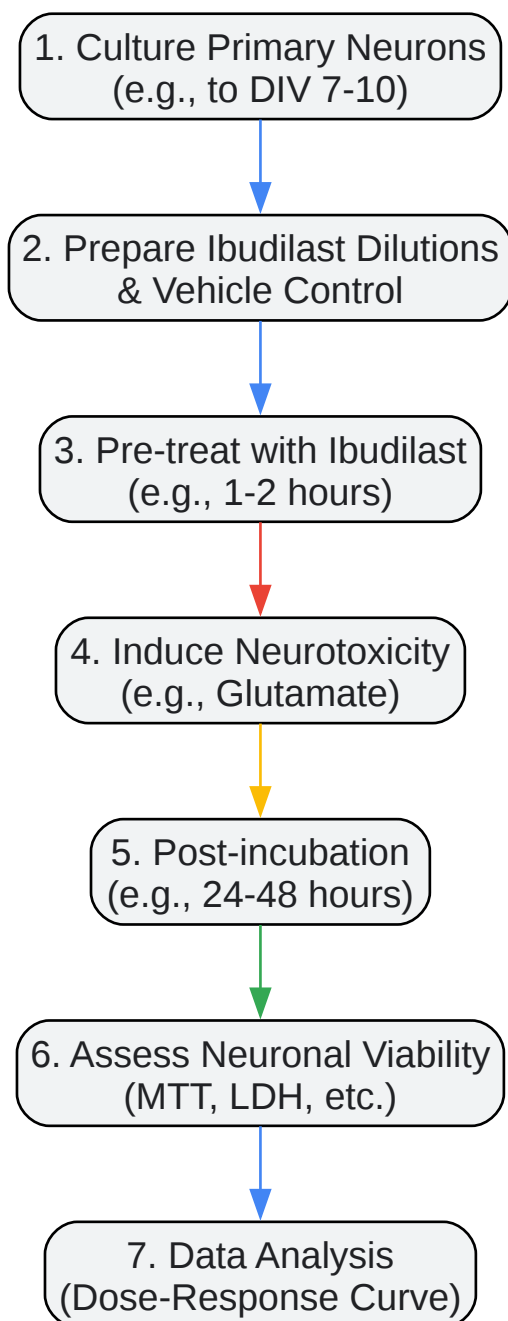 1. Culture Primary Neurons
(e.g., to DIV 7-10)
2. Prepare Ibudilast Dilutions
& Vehicle Control
3. Pre-treat with Ibudilast
(e.g., 1-2 hours)
4. Induce Neurotoxicity
(e.g., Glutamate)
5. Post-incubation
(e.g., 24-48 hours)
6. Assess Neuronal Viability
(MTT, LDH, etc.)
7. Data Analysis
(Dose-Response Curve)